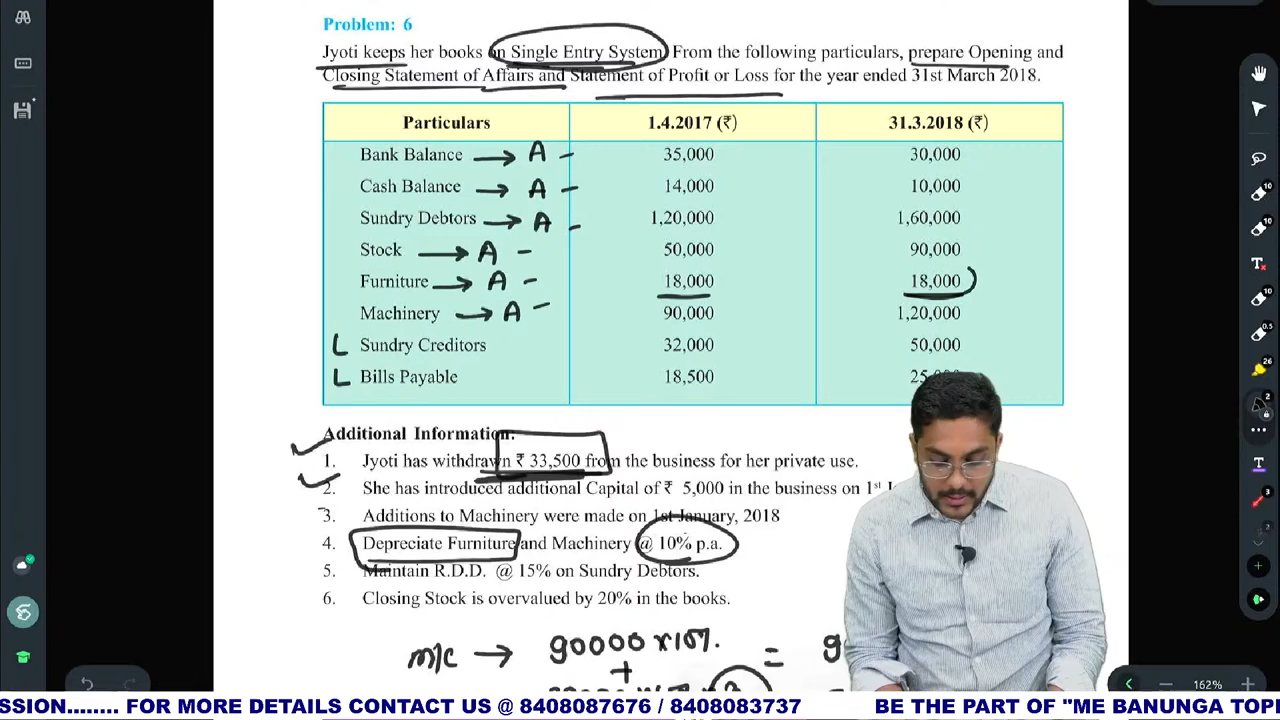 Problem: 6
Jyoti keeps her books on Single Entry System. From the following particulars, prepare Opening and
Closing Statement of Affairs and Statement of Profit or Loss for the year ended 31st March 2018.
Particulars 1.4.2017 (₹) 31.3.2018 (₹)
Bank Balance → A - 35,000 30,000
Cash Balance → A - 14,000 10,000
Sundry Debtors → A - 1,20,000 1,60,000
Stock → A - 50,000 90,000
Furniture → A - 18,000 18,000
Machinery → A - 90,000 1,20,000
L Sundry Creditors 32,000 50,000
L Bills Payable 18,500
Additional Information:
1. Jyoti has withdrawn ₹ 33,500 from the business for her private use.
2. She has introduced additional Capital of ₹ 5,000 in the business on 1st
3. Additions to Machinery were made on 1st January, 2018
4. Depreciate Furniture and Machinery @ 10% p.a.
5. Maintain R.D.D. @ 15% on Sundry Debtors.
6. Closing Stock is overvalued by 20% in the books.
m/c → 90000 x 10%. =
+
162%
SSION........ FOR MORE DETAILS CONTACT US @ 8408087676 / 8408083737 BE THE PART OF "ME BANUNGA TOP